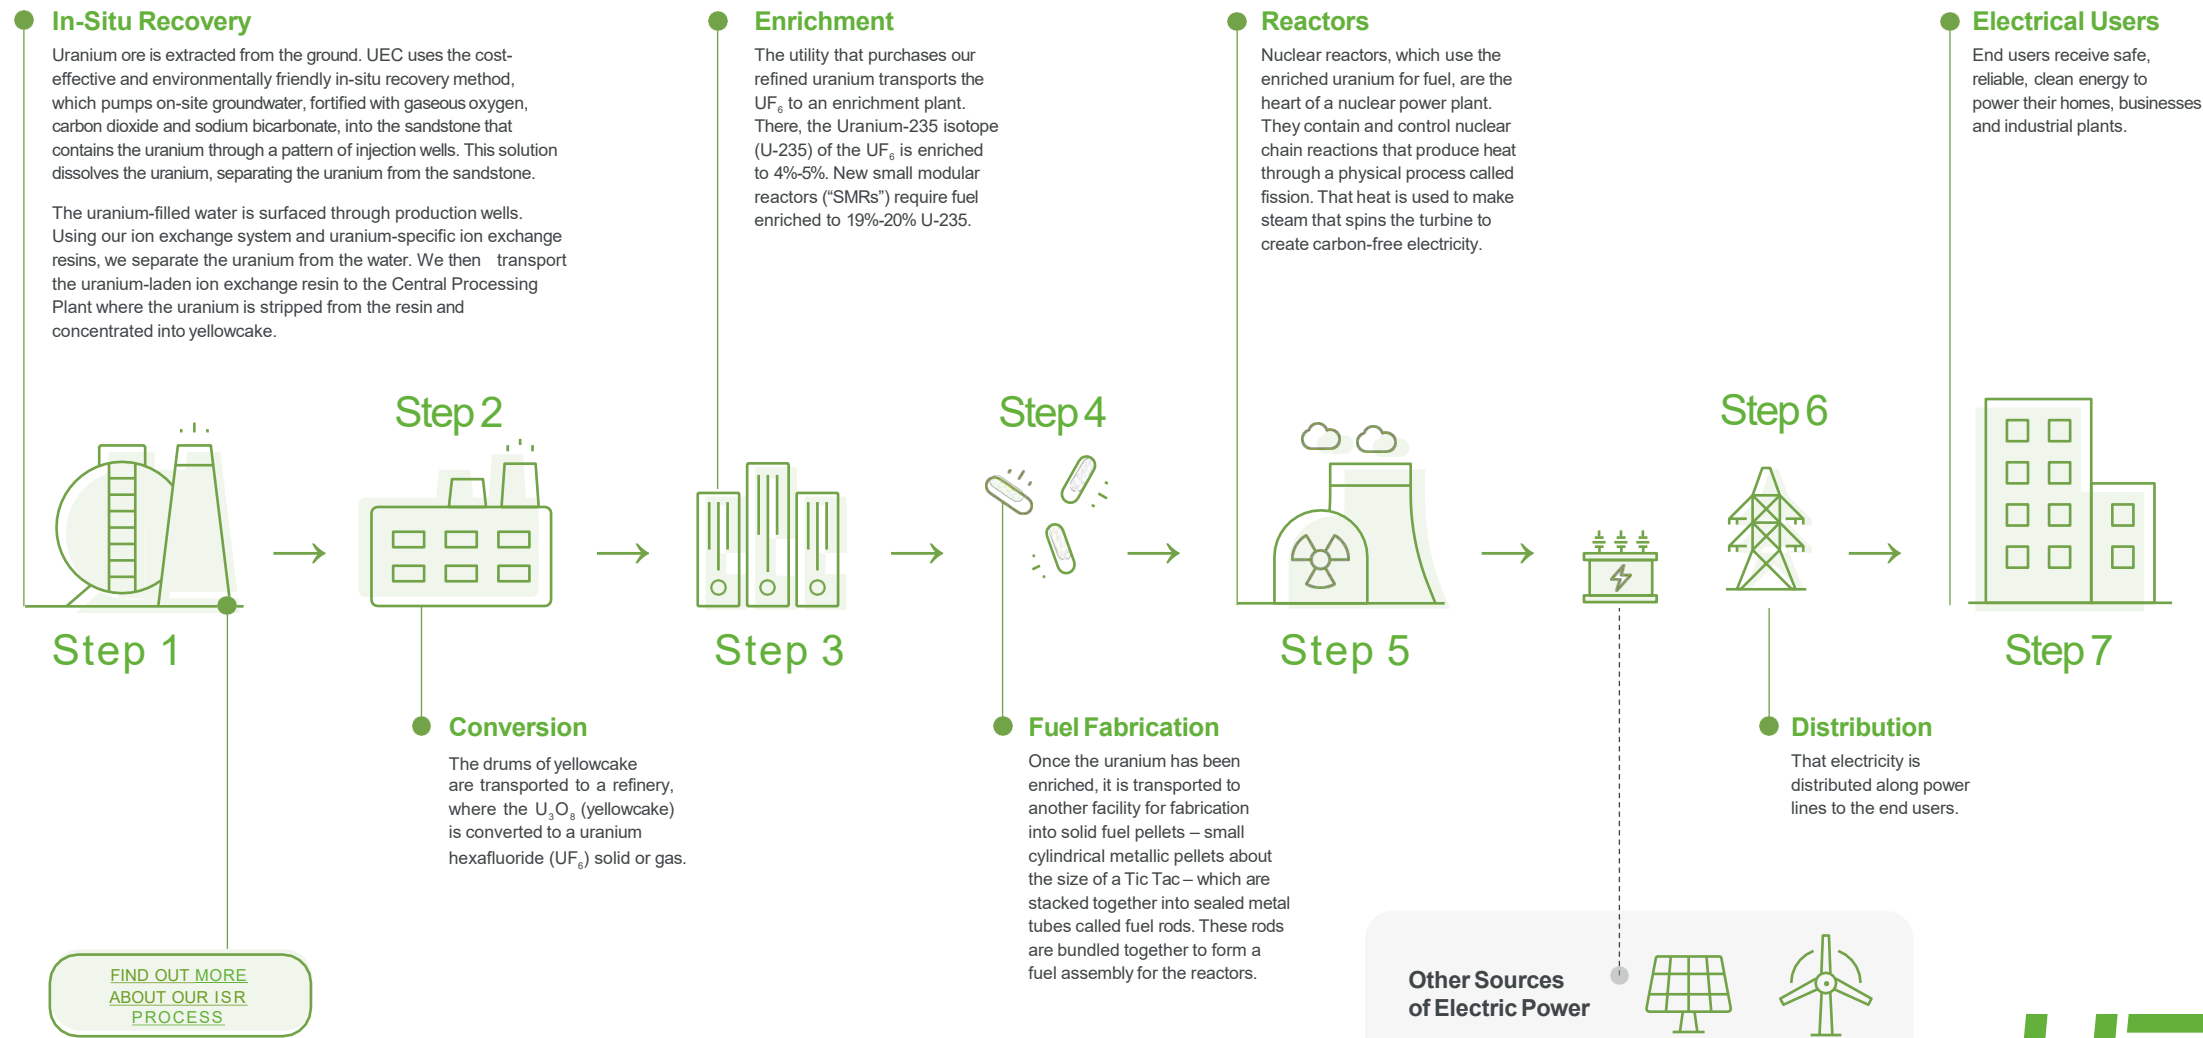 In-Situ Recovery
Uranium ore is extracted from the ground. UEC uses the cost-
effective and environmentally friendly in-situ recovery method,
which pumps on-site groundwater, fortified with gaseous oxygen,
carbon dioxide and sodium bicarbonate, into the sandstone that
contains the uranium through a pattern of injection wells. This solution
dissolves the uranium, separating the uranium from the sandstone.
The uranium-filled water is surfaced through production wells.
Using our ion exchange system and uranium-specific ion exchange
resins, we separate the uranium from the water. We then transport
the uranium-laden ion exchange resin to the Central Processing
Plant where the uranium is stripped from the resin and
concentrated into yellowcake.
Enrichment
The utility that purchases our
refined uranium transports the
UF₆ to an enrichment plant.
There, the Uranium-235 isotope
(U-235) of the UF₆ is enriched
to 4%-5%. New small modular
reactors (“SMRs”) require fuel
enriched to 19%-20% U-235.
Reactors
Nuclear reactors, which use the
enriched uranium for fuel, are the
heart of a nuclear power plant.
They contain and control nuclear
chain reactions that produce heat
through a physical process called
fission. That heat is used to make
steam that spins the turbine to
create carbon-free electricity.
Electrical Users
End users receive safe,
reliable, clean energy to
power their homes, businesses
and industrial plants.
Step 2
Step 4
Step 6
Step 1
Step 3
Step 5
Step 7
Conversion
The drums of yellowcake
are transported to a refinery,
where the U₃O₈ (yellowcake)
is converted to a uranium
hexafluoride (UF₆) solid or gas.
Fuel Fabrication
Once the uranium has been
enriched, it is transported to
another facility for fabrication
into solid fuel pellets – small
cylindrical metallic pellets about
the size of a Tic Tac – which are
stacked together into sealed metal
tubes called fuel rods. These rods
are bundled together to form a
fuel assembly for the reactors.
Distribution
That electricity is
distributed along power
lines to the end users.
FIND OUT MORE
ABOUT OUR ISR
PROCESS
Other Sources
of Electric Power